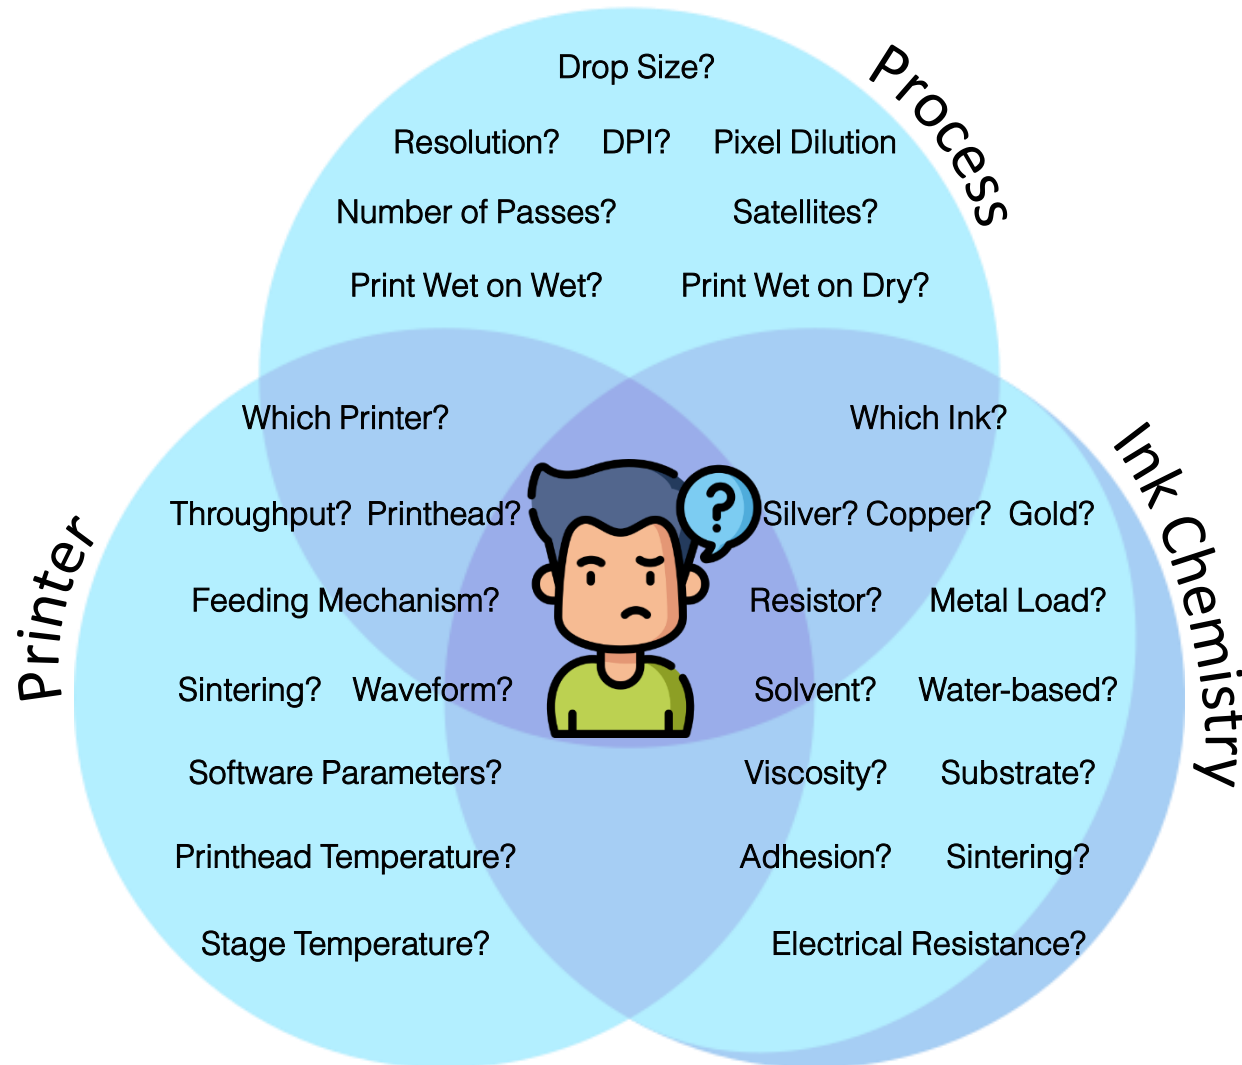 Process
Drop Size?
Resolution? DPI? Pixel Dilution
Number of Passes? Satellites?
Print Wet on Wet? Print Wet on Dry?
Printer
Which Printer?
Throughput? Printhead?
Feeding Mechanism?
Sintering? Waveform?
Software Parameters?
Printhead Temperature?
Stage Temperature?
?
Ink Chemistry
Which Ink?
Silver? Copper? Gold?
Resistor? Metal Load?
Solvent? Water-based?
Viscosity? Substrate?
Adhesion? Sintering?
Electrical Resistance?